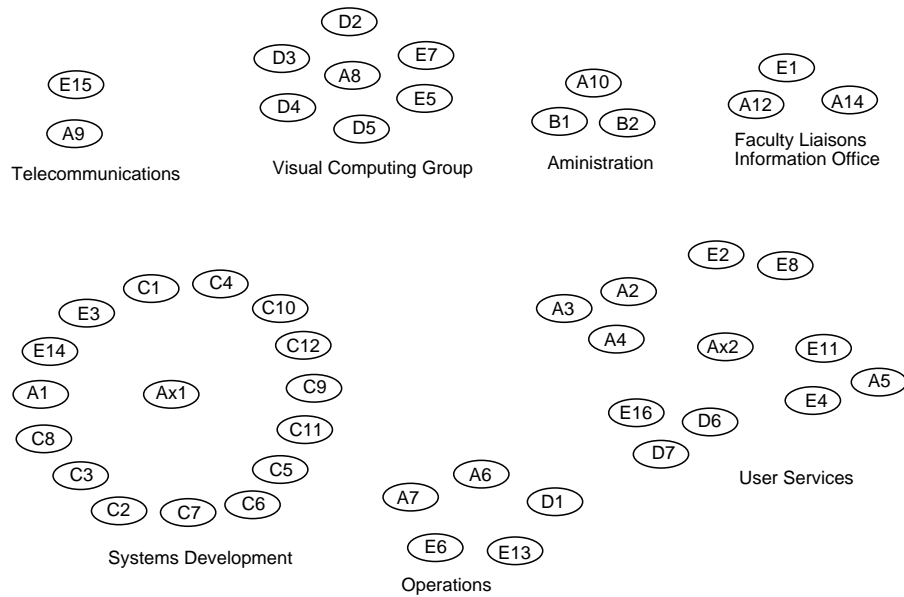 D2
D3
E7
A8
E5
D4
D5
Visual Computing Group
E15
A9
Telecommunications
A10
B1
B2
Aministration
E1
A12
A14
Faculty Liaisons
Information Office
C1
C4
E3
C10
E14
C12
A1
Ax1
C9
C8
C11
C3
C5
C2
C7
C6
Systems Development
A6
A7
D1
E6
E13
Operations
E2
E8
A2
A3
A4
Ax2
E11
A5
E4
E16
D6
D7
User Services